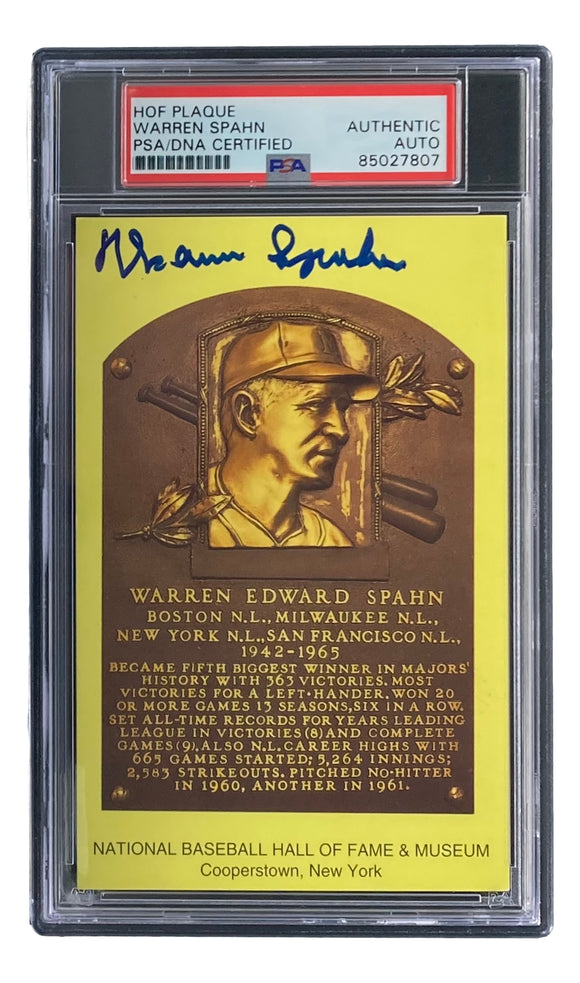 HOF PLAQUE
WARREN SPAHN
PSA/DNA CERTIFIED
AUTHENTIC
AUTO
85027807
PSA
Warren Spahn
WARREN EDWARD SPAHN
BOSTON N.L., MILWAUKEE N.L.,
NEW YORK N.L., SAN FRANCISCO N.L.,
1942-1965
BECAME FIFTH BIGGEST WINNER IN MAJORS'
HISTORY WITH 363 VICTORIES. MOST
VICTORIES FOR A LEFT-HANDER. WON 20
OR MORE GAMES 13 SEASONS, SIX IN A ROW.
SET ALL-TIME RECORDS FOR YEARS LEADING
LEAGUE IN VICTORIES (8) AND COMPLETE
GAMES (9). ALSO N.L. CAREER HIGHS WITH
665 GAMES STARTED; 5,264 INNINGS;
2,583 STRIKEOUTS. PITCHED NO-HITTER
IN 1960, ANOTHER IN 1961.
NATIONAL BASEBALL HALL OF FAME & MUSEUM
Cooperstown, New York